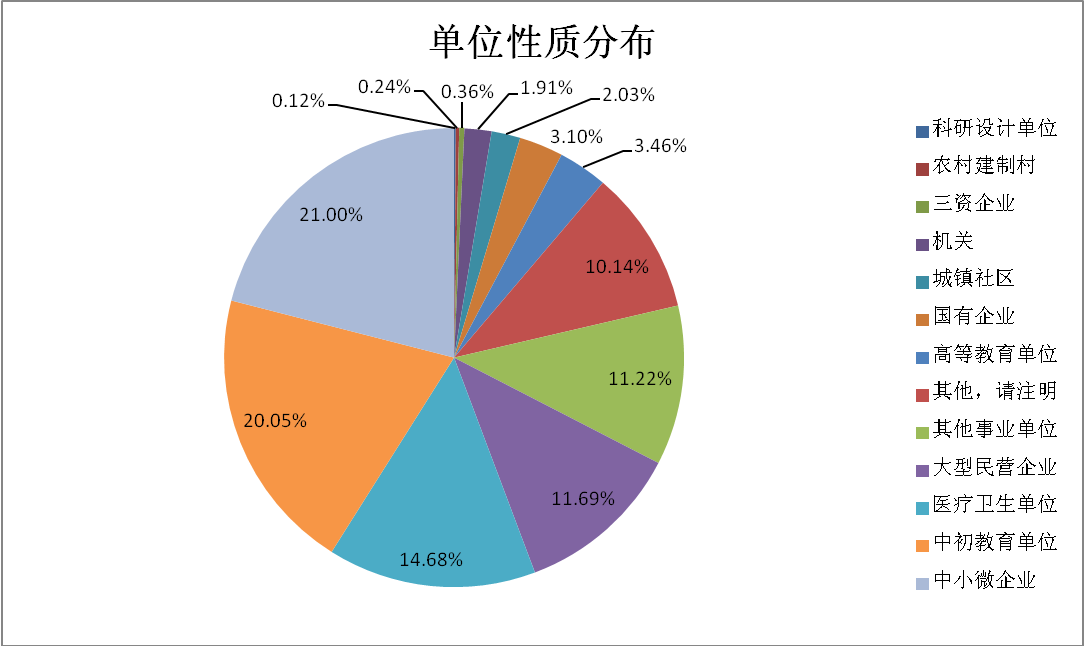 单位性质分布
0.12%
0.24%
0.36%
1.91%
2.03%
3.10%
3.46%
10.14%
11.22%
11.69%
14.68%
20.05%
21.00%
科研设计单位
农村建制村
三资企业
机关
城镇社区
国有企业
高等教育单位
其他，请注明
其他事业单位
大型民营企业
医疗卫生单位
中初教育单位
中小微企业